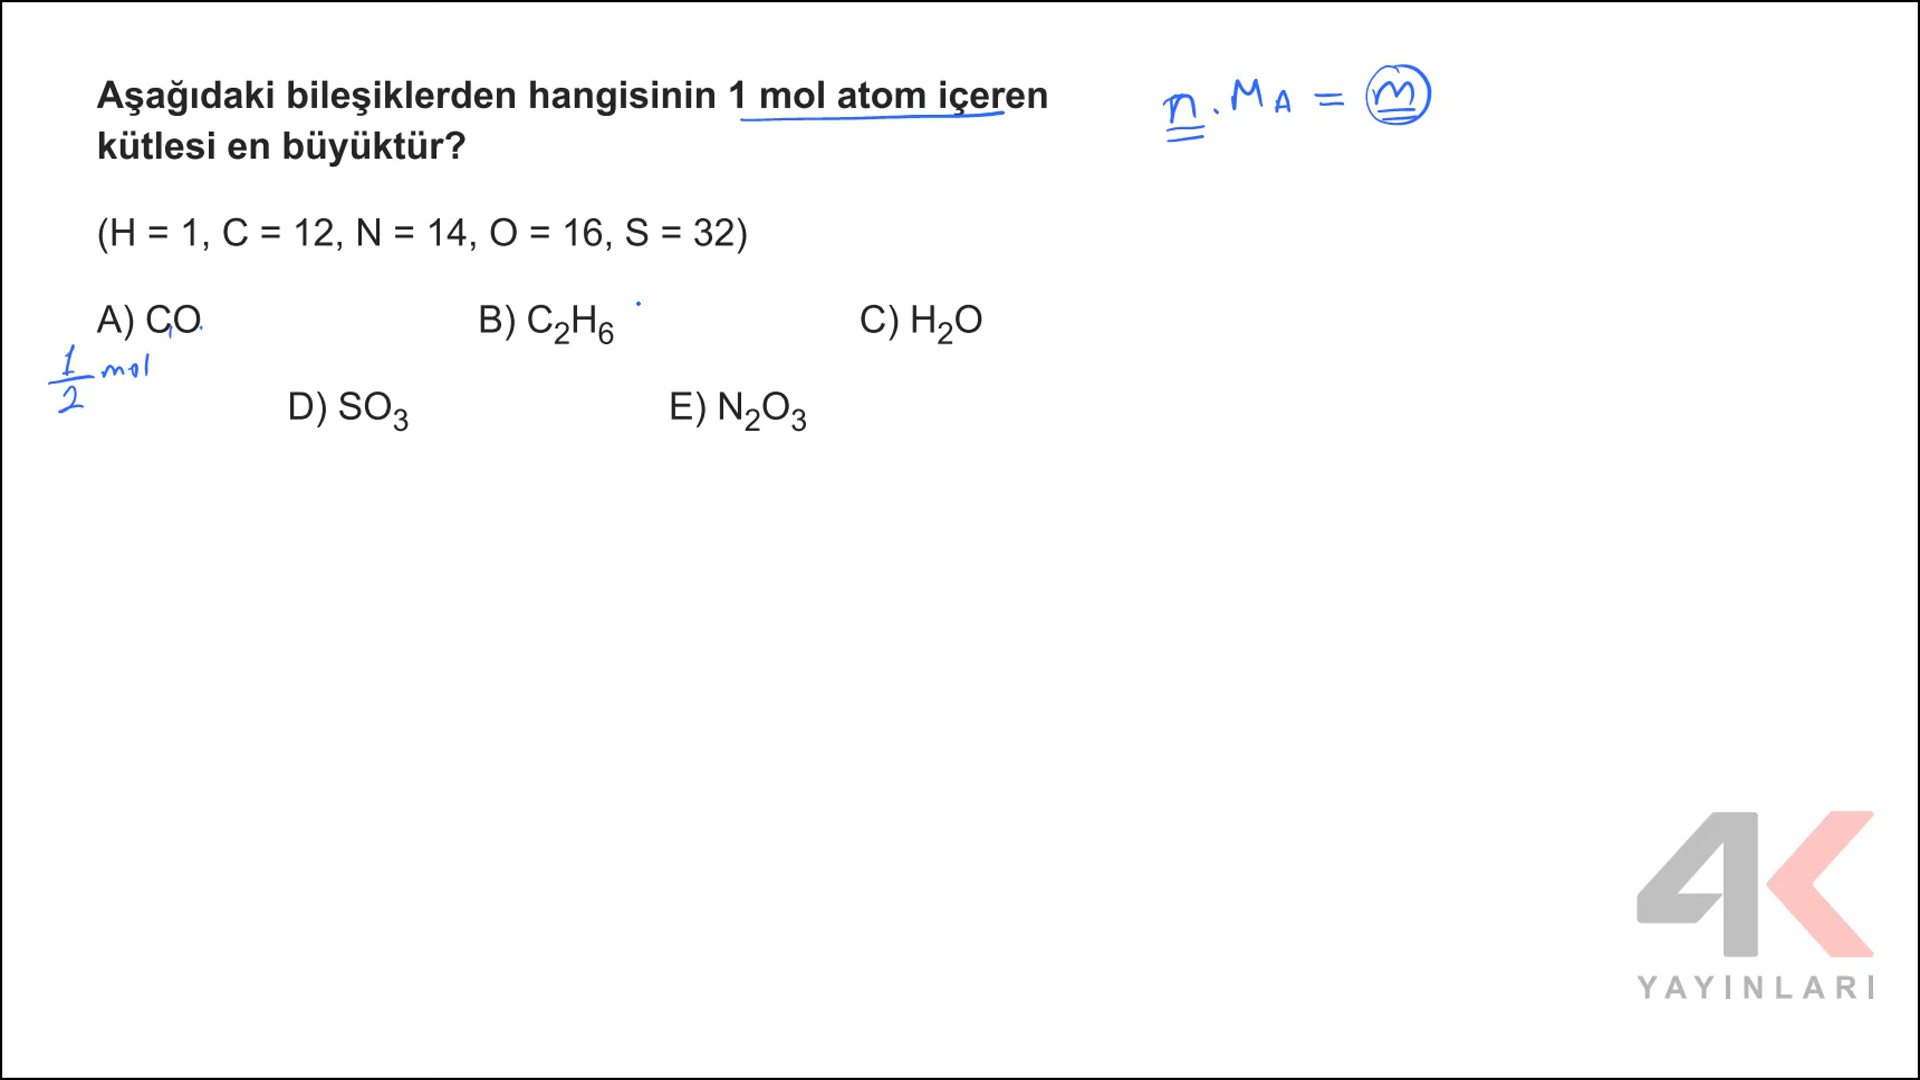 Aşağıdaki bileşiklerden hangisinin 1 mol atom içeren
kütlesi en büyüktür?
n . MA = m
(H = 1, C = 12, N = 14, O = 16, S = 32)
A) CO B) C₂H₆ C) H₂O
1/2 mol
D) SO₃ E) N₂O₃
4K
YAYINLARI